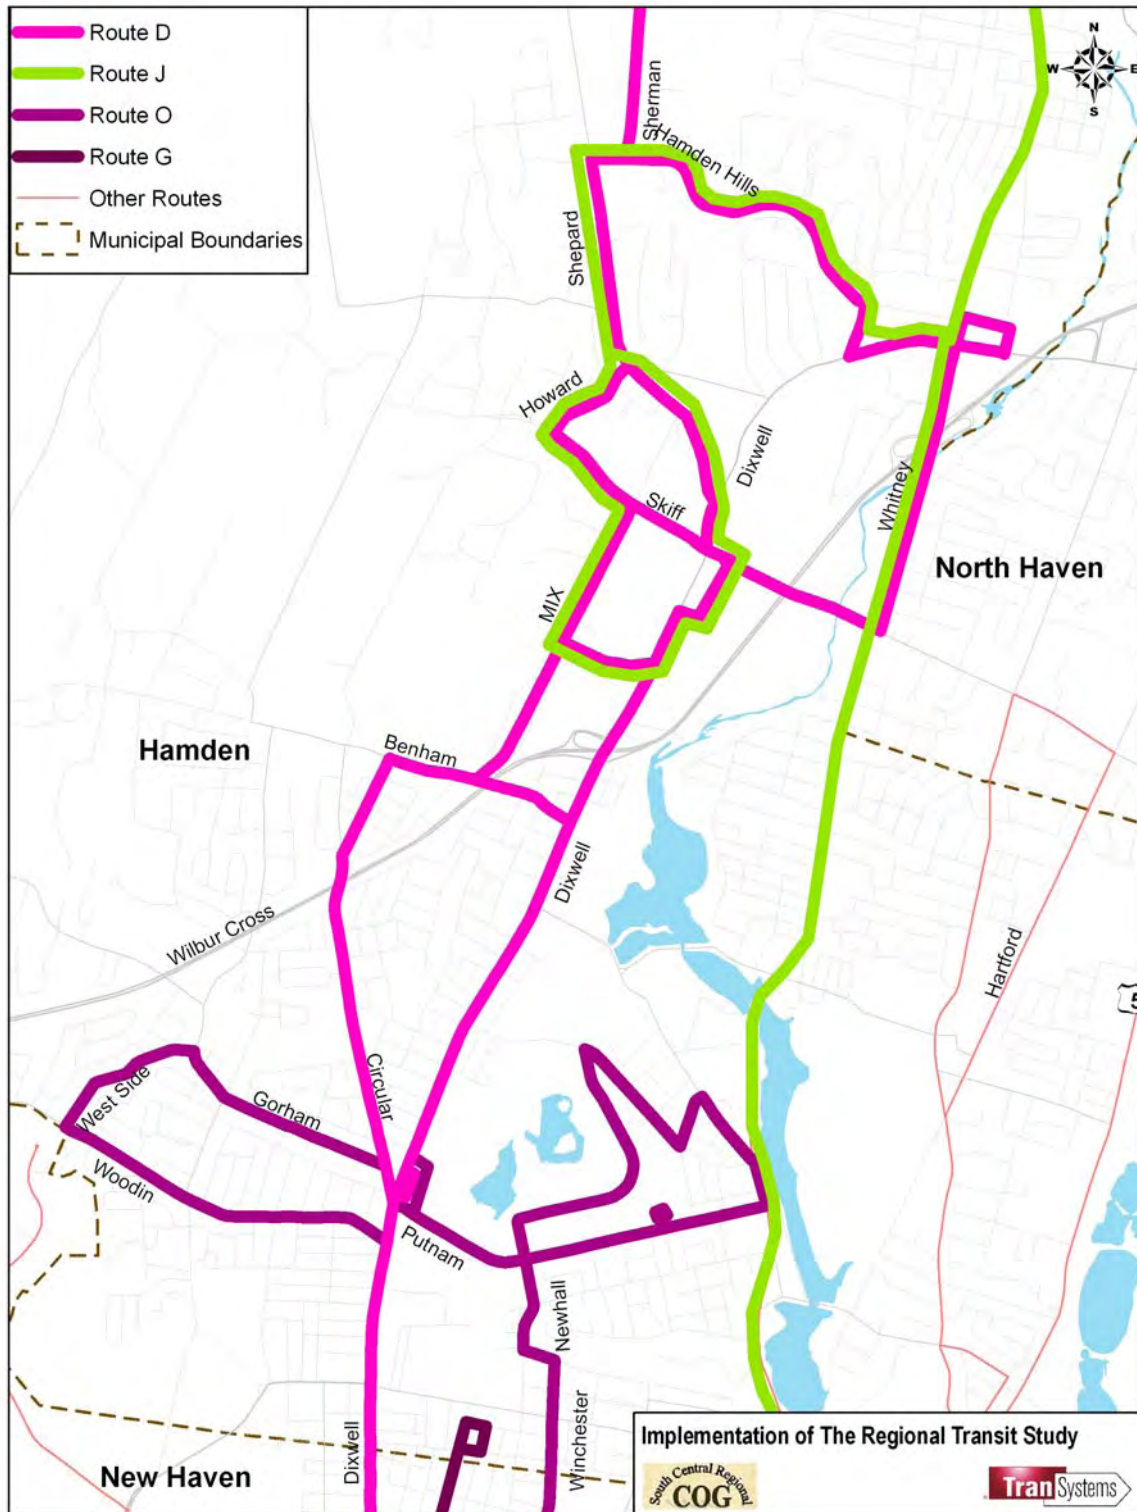 Route D
Route J
Route O
Route G
Other Routes
Municipal Boundaries
N
W E
S
Sherman
Hamden Hills
Shepard
Howard
Dixwell
Skiff
Whitney
North Haven
MIX
Hamden
Benham
Dixwell
Wilbur Cross
Hartford
5
Circular
West Side
Gorham
Woodin
Putnam
Newhall
Winchester
Dixwell
New Haven
Implementation of The Regional Transit Study
South Central Regional
COG
TranSystems